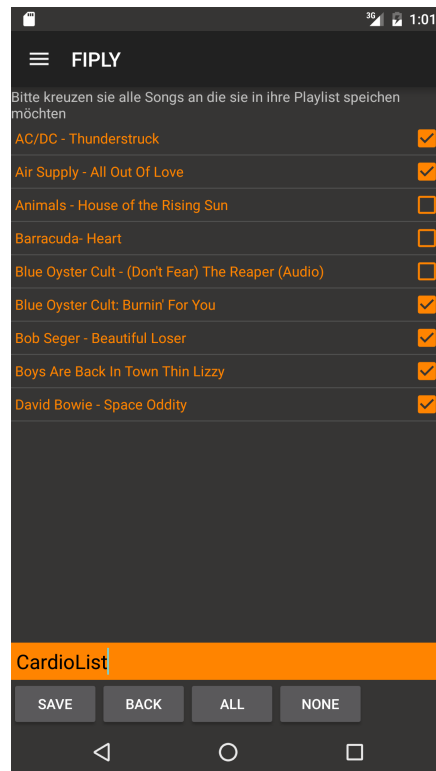 3G 1:01
FIPLY
Bitte kreuzen sie alle Songs an die sie in ihre Playlist speichen
möchten
AC/DC - Thunderstruck
Air Supply - All Out Of Love
Animals - House of the Rising Sun
Barracuda- Heart
Blue Oyster Cult - (Don't Fear) The Reaper (Audio)
Blue Oyster Cult: Burnin' For You
Bob Seger - Beautiful Loser
Boys Are Back In Town Thin Lizzy
David Bowie - Space Oddity
CardioList
SAVE BACK ALL NONE